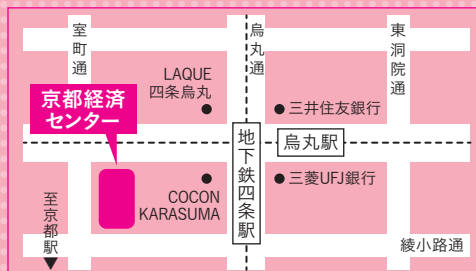 室町通
烏丸通
東洞院通
LAQUE
四条烏丸
三井住友銀行
京都経済
センター
地下鉄四条駅
烏丸駅
COCON
KARASUMA
三菱UFJ銀行
至京都駅
綾小路通